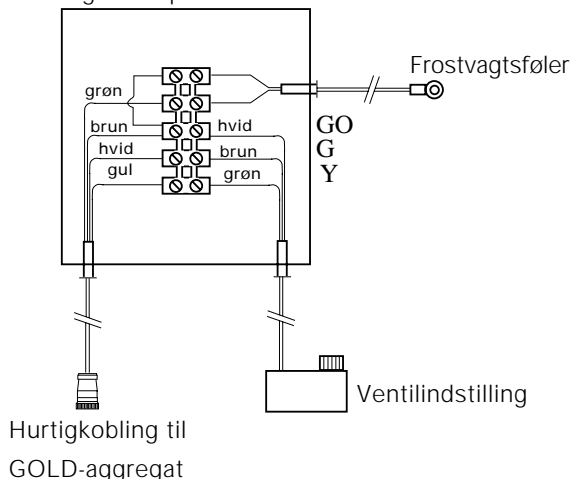 Frostvagtsføler
grøn
brun
hvid
GO
hvid
brun
G
gul
grøn
Y
Ventilindstilling
Hurtigkobling til
GOLD-aggregat